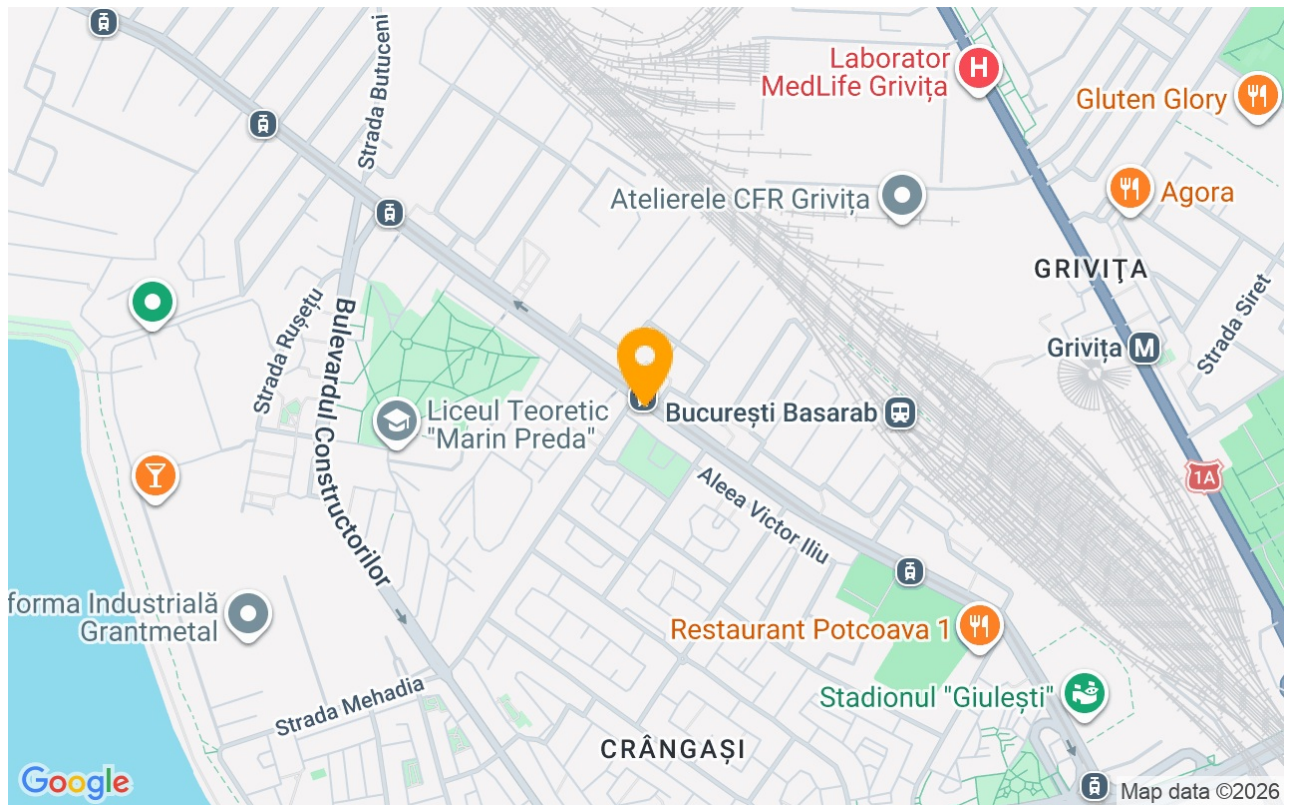 Strada Butuceni
Laborator
MedLife Grivița
H
Gluten Glory
Atelierele CFR Grivița
Agora
GRIVIŢA
Strada Rușețu
Bulevardul Constructorilor
Strada Siret
Grivița M
Liceul Teoretic
"Marin Preda"
București Basarab
1A
Aleea Victor Iliu
forma Industrială
Grantmetal
Restaurant Potcoava 1
Strada Mehadia
Stadionul "Giulești"
CRÂNGAȘI
Google
Map data ©2026